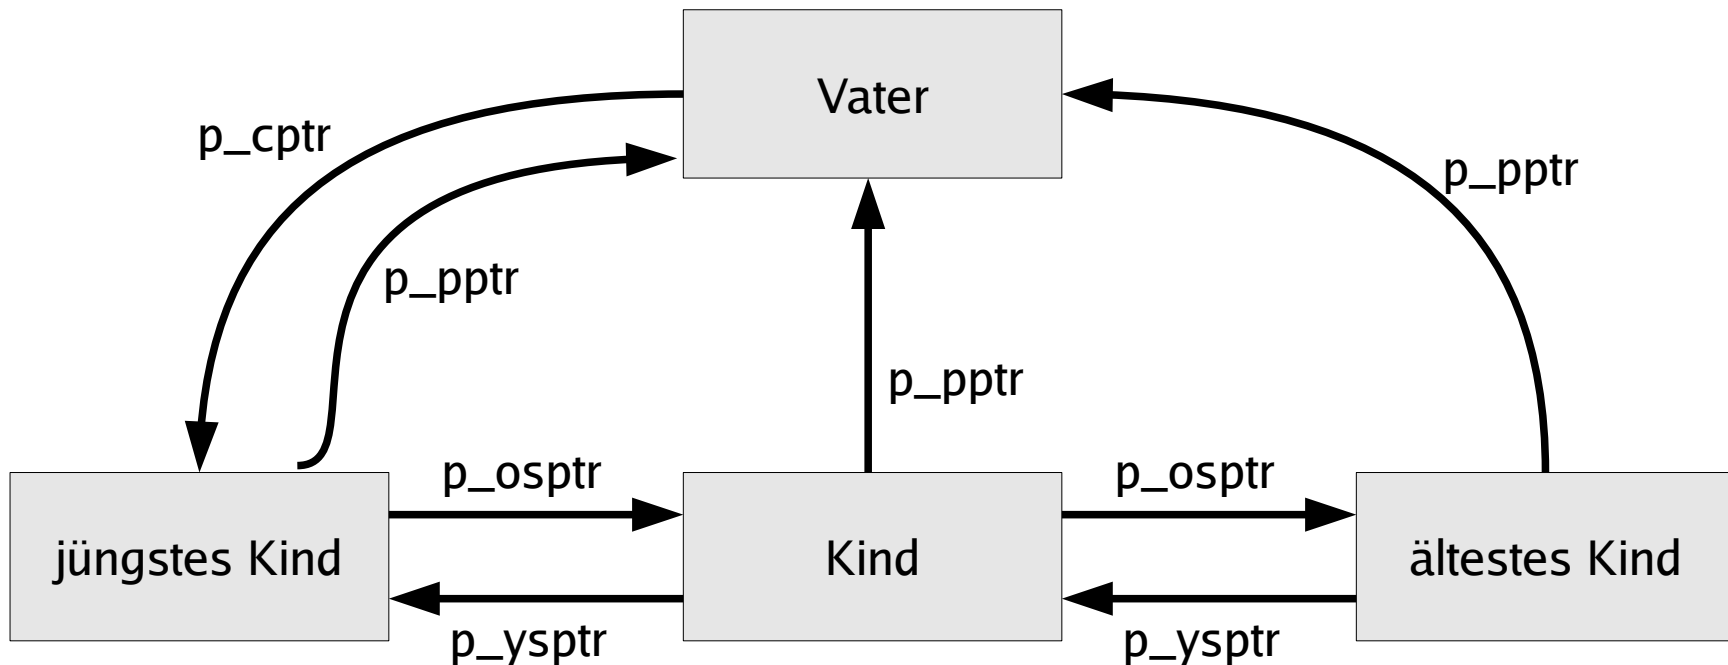 Vater
p_cptr
p_pptr
p_pptr
p_pptr
p_osptr
p_osptr
jüngstes Kind
Kind
ältestes Kind
p_ysptr
p_ysptr